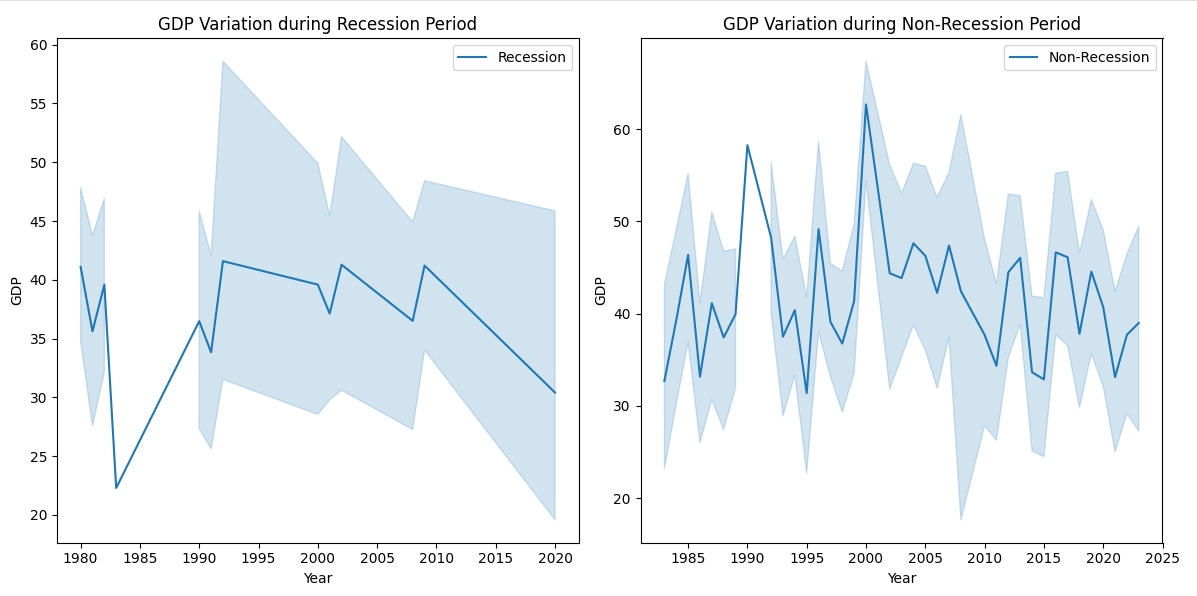 GDP Variation during Recession Period
GDP Variation during Non-Recession Period
Recession
Non-Recession
60
55
50
45
40
35
30
25
20
GDP
1980 1985 1990 1995 2000 2005 2010 2015 2020
Year
60
50
40
30
20
GDP
1985 1990 1995 2000 2005 2010 2015 2020 2025
Year